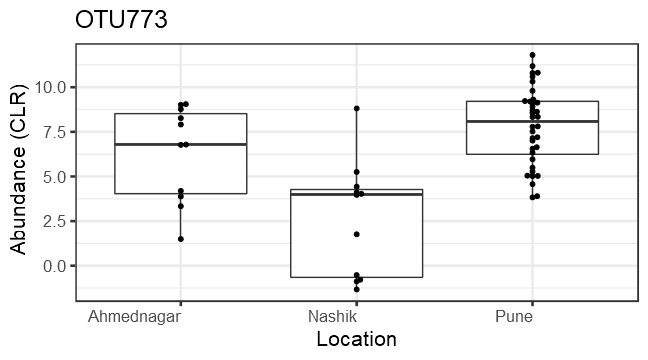 OTU773
Abundance (CLR)
10.0
7.5
5.0
2.5
0.0
Ahmednagar Nashik Pune
Location